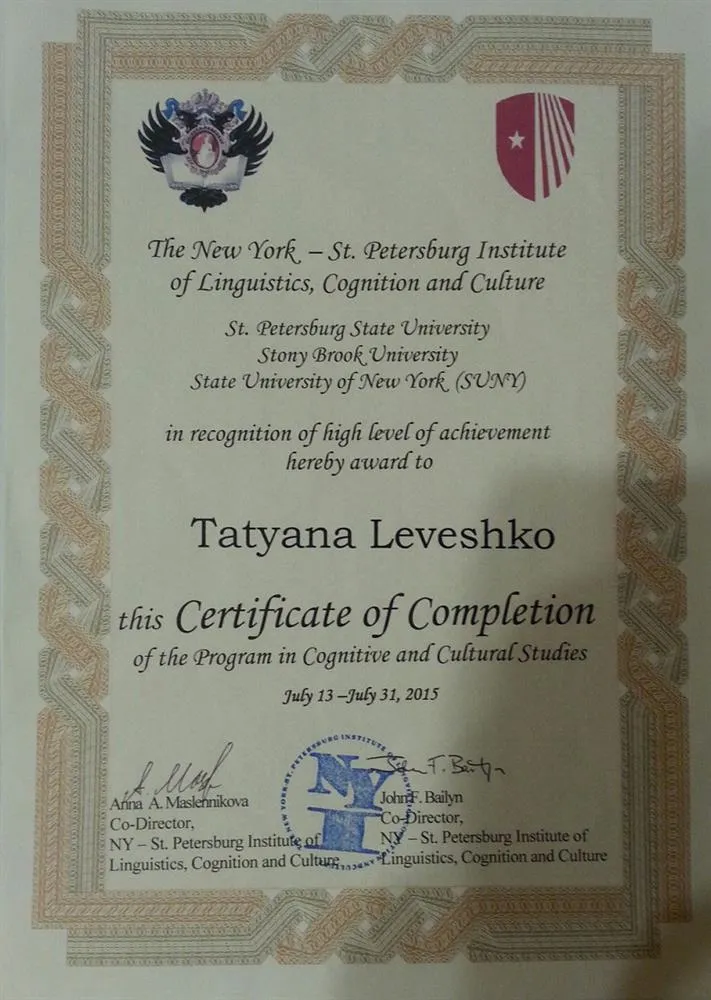 The New York – St. Petersburg Institute
of Linguistics, Cognition and Culture
St. Petersburg State University
Stony Brook University
State University of New York (SUNY)
in recognition of high level of achievement
hereby award to
Tatyana Leveshko
this Certificate of Completion
of the Program in Cognitive and Cultural Studies
July 13 –July 31, 2015
Anna A. Maslennikova
Co-Director,
NY – St. Petersburg Institute of
Linguistics, Cognition and Culture
NYI
John F. Bailyn
Co-Director,
NY – St. Petersburg Institute of
Linguistics, Cognition and Culture